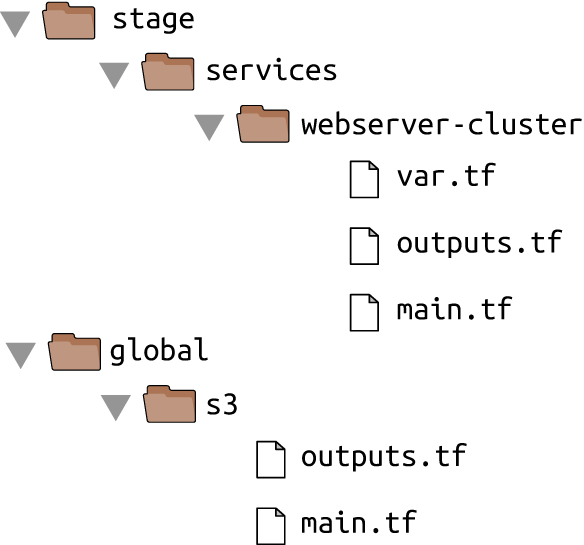 stage
services
webserver-cluster
var.tf
outputs.tf
main.tf
global
s3
outputs.tf
main.tf